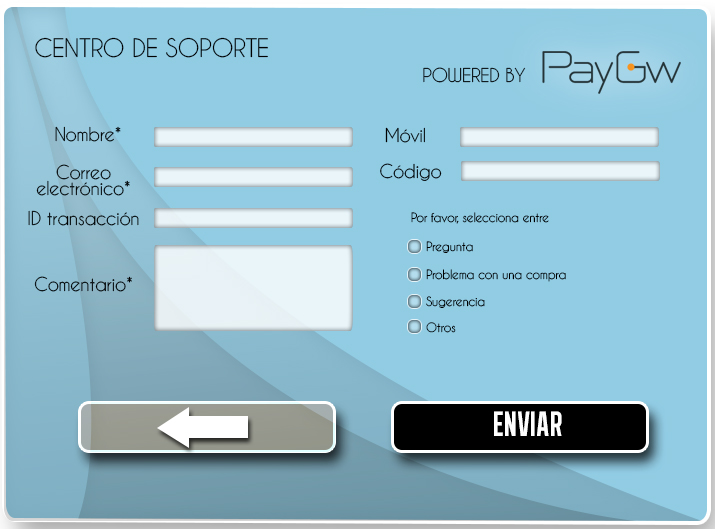 CENTRO DE SOPORTE
POWERED BY PayGw
Nombre*
Móvil
Correo
electrónico*
Código
ID transacción
Por favor, selecciona entre
Pregunta
Problema con una compra
Comentario*
Sugerencia
Otros
ENVIAR